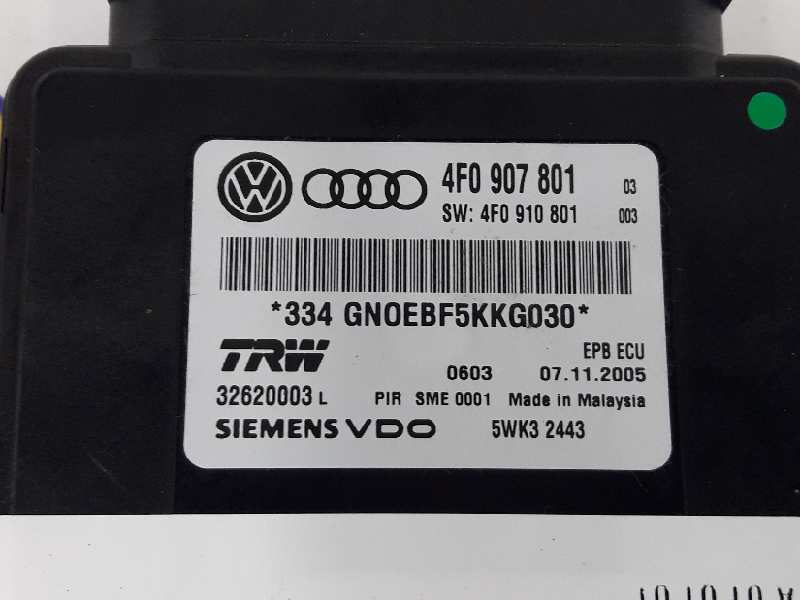 4F0 907 801 03
SW: 4F0 910 801 003
*334 GN0EBF5KKG030*
TRW EPB ECU
0603 07.11.2005
32620003 L PIR SME 0001 Made in Malaysia
SIEMENS VDO 5WK3 2443